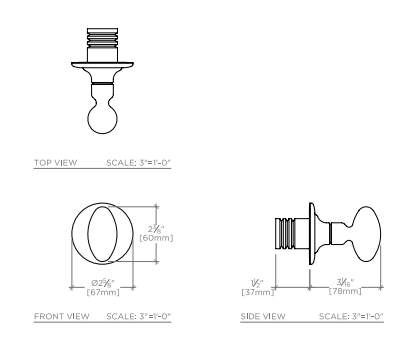 TOP VIEW SCALE: 3"=1'-0"
2⅜"
[60mm]
Ø2⅝"
[67mm]
1½"
[37mm]
3 1/16"
[78mm]
FRONT VIEW SCALE: 3"=1'-0"
SIDE VIEW SCALE: 3"=1'-0"